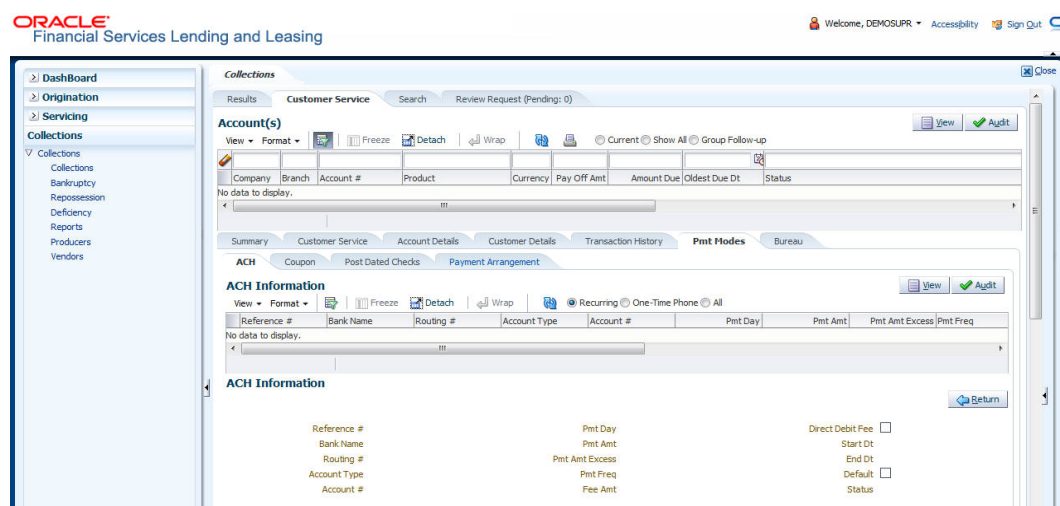 ORACLE
Financial Services Lending and Leasing
Welcome, DEMOSUPR Accessibility Sign Out
Close
DashBoard
Origination
Servicing
Collections
Collections
Collections
Bankruptcy
Repossession
Deficiency
Reports
Producers
Vendors
Collections
Results Customer Service Search Review Request (Pending: 0)
Account(s)
View Audit
View Format Freeze Detach Wrap Current Show All Group Follow-up
Company Branch Account # Product Currency Pay Off Amt Amount Due Oldest Due Dt Status
No data to display.
Summary Customer Service Account Details Customer Details Transaction History Pmt Modes Bureau
ACH Coupon Post Dated Checks Payment Arrangement
ACH Information
View Audit
View Format Freeze Detach Wrap Recurring One-Time Phone All
Reference # Bank Name Routing # Account Type Account # Pmt Day Pmt Amt Pmt Amt Excess Pmt Freq
No data to display.
ACH Information
Return
Reference # Pmt Day Direct Debit Fee
Bank Name Pmt Amt Start Dt
Routing # Pmt Amt Excess End Dt
Account Type Pmt Freq Default
Account # Fee Amt Status